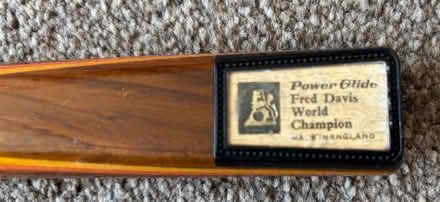 Power Glide
Fred Davis
World
Champion
ENGLAND